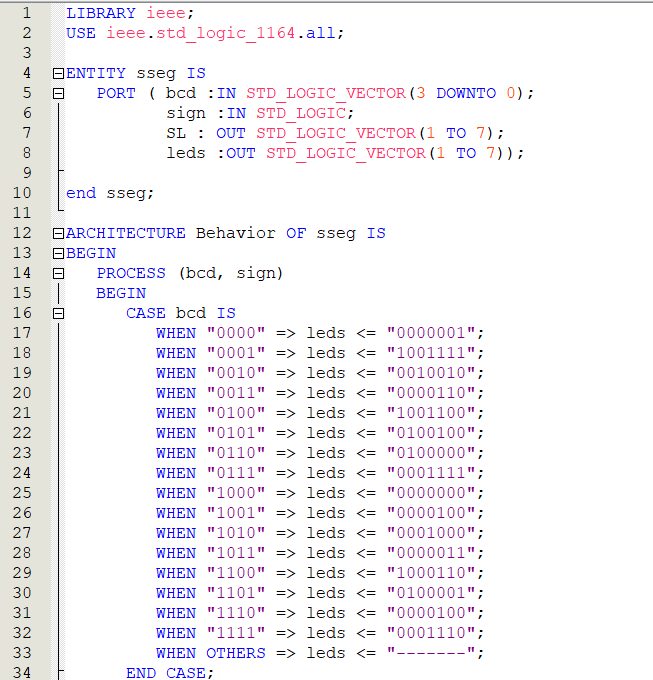 1 LIBRARY ieee;
2 USE ieee.std_logic_1164.all;
3
4 ENTITY sseg IS
5 PORT ( bcd :IN STD_LOGIC_VECTOR(3 DOWNTO 0);
6 sign :IN STD_LOGIC;
7 SL : OUT STD_LOGIC_VECTOR(1 TO 7);
8 leds :OUT STD_LOGIC_VECTOR(1 TO 7));
9
10 end sseg;
11
12 ARCHITECTURE Behavior OF sseg IS
13 BEGIN
14 PROCESS (bcd, sign)
15 BEGIN
16 CASE bcd IS
17 WHEN "0000" => leds <= "0000001";
18 WHEN "0001" => leds <= "1001111";
19 WHEN "0010" => leds <= "0010010";
20 WHEN "0011" => leds <= "0000110";
21 WHEN "0100" => leds <= "1001100";
22 WHEN "0101" => leds <= "0100100";
23 WHEN "0110" => leds <= "0100000";
24 WHEN "0111" => leds <= "0001111";
25 WHEN "1000" => leds <= "0000000";
26 WHEN "1001" => leds <= "0000100";
27 WHEN "1010" => leds <= "0001000";
28 WHEN "1011" => leds <= "0000011";
29 WHEN "1100" => leds <= "1000110";
30 WHEN "1101" => leds <= "0100001";
31 WHEN "1110" => leds <= "0000100";
32 WHEN "1111" => leds <= "0001110";
33 WHEN OTHERS => leds <= "-------";
34 END CASE;